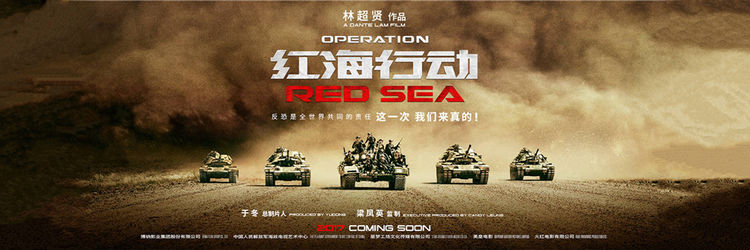 林超贤 作品
A DANTE LAM FILM
OPERATION
红海行动
RED SEA
反恐是全世界共同的责任 这一次 我们来真的!
于冬 总制片人 PRODUCED BY YUDONG 梁凤英 监制 EXECUTIVE PRODUCED BY CANDY LEUNG
2017 COMING SOON
博纳影业集团股份有限公司 中国人民解放军海政电视艺术中心 星梦工场文化传媒有限公司 英皇电影 火红电影有限公司